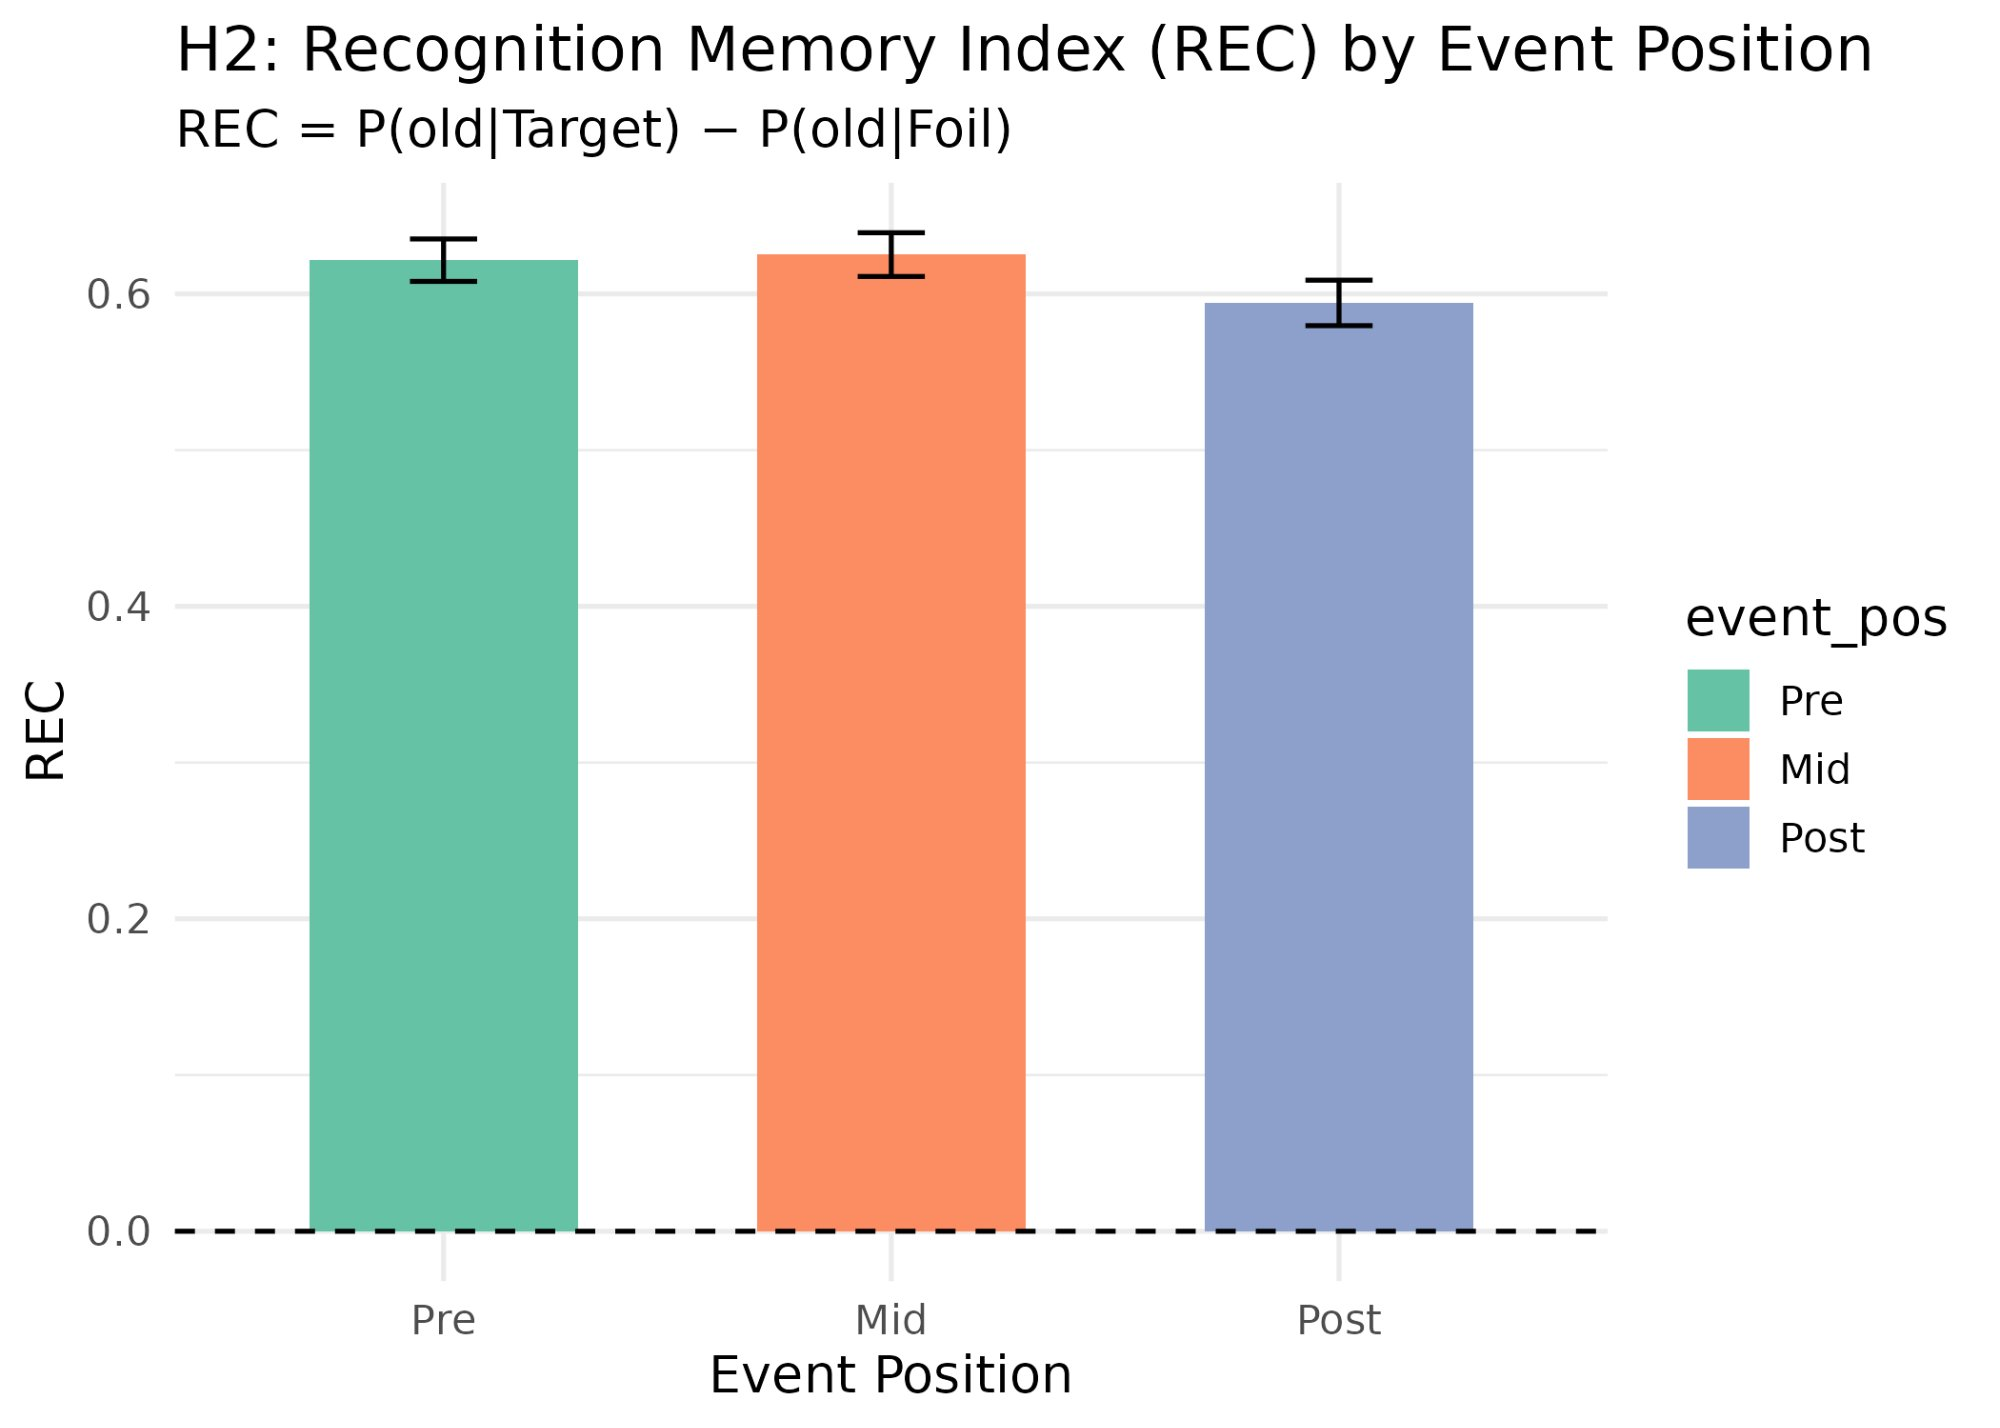 H2: Recognition Memory Index (REC) by Event Position
REC = P(old|Target) − P(old|Foil)
0.6
0.4
0.2
0.0
REC
Pre
Mid
Post
Event Position
event_pos
Pre
Mid
Post